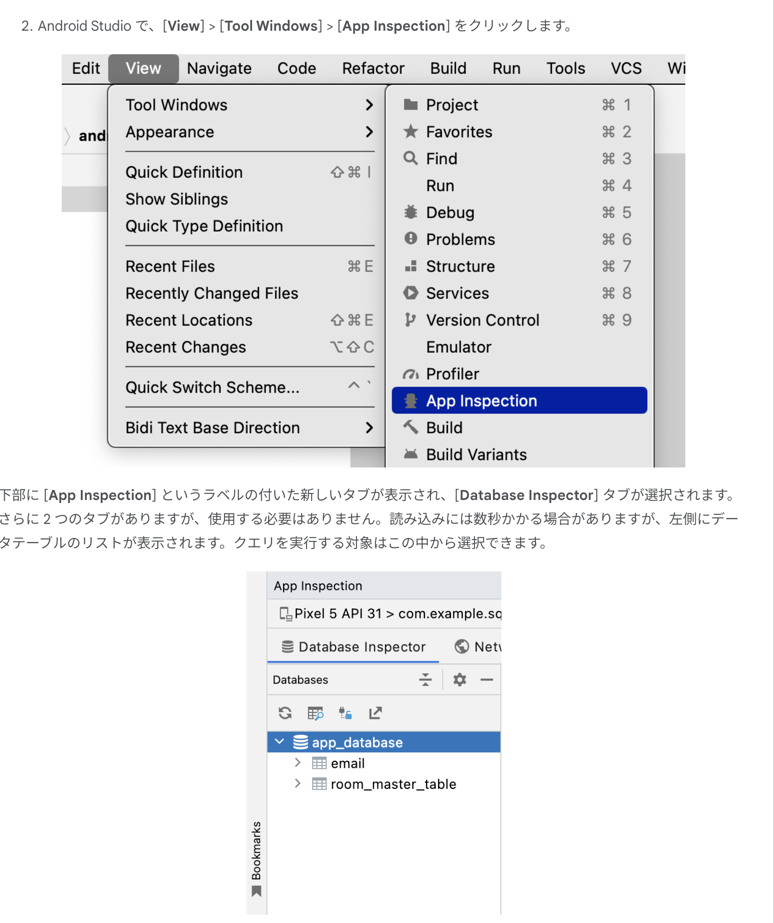 2. Android Studio で、[View] > [Tool Windows] > [App Inspection] をクリックします。
Edit View Navigate Code Refactor Build Run Tools VCS Wi
Tool Windows
Appearance
Quick Definition ⇧⌘ I
Show Siblings
Quick Type Definition
Recent Files ⌘E
Recently Changed Files
Recent Locations ⇧⌘E
Recent Changes ⌥⇧C
Quick Switch Scheme... ^ `
Bidi Text Base Direction
and
Project ⌘ 1
Favorites ⌘ 2
Find ⌘ 3
Run ⌘ 4
Debug ⌘ 5
Problems ⌘ 6
Structure ⌘ 7
Services ⌘ 8
Version Control ⌘ 9
Emulator
Profiler
App Inspection
Build
Build Variants
下部に [App Inspection] というラベルの付いた新しいタブが表示され、[Database Inspector] タブが選択されます。
さらに 2 つのタブがありますが、使用する必要はありません。読み込みには数秒かかる場合がありますが、左側にデー
タテーブルのリストが表示されます。クエリを実行する対象はこの中から選択できます。
App Inspection
Pixel 5 API 31 > com.example.sq
Database Inspector Netw
Databases
app_database
email
room_master_table
Bookmarks